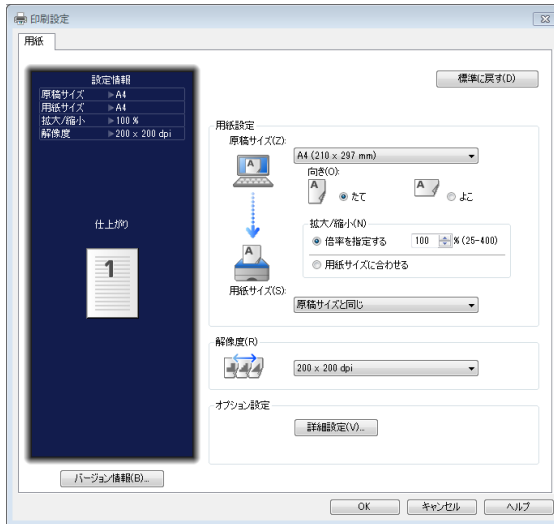 印刷設定
用紙
設定情報
原稿サイズ ▶A4
用紙サイズ ▶A4
拡大/縮小 ▶100 %
解像度 ▶200 x 200 dpi
仕上がり
1
バージョン情報(B)...
標準に戻す(D)
用紙設定
原稿サイズ(Z):
A4 (210 x 297 mm)
向き(O):
A たて A よこ
A
拡大/縮小(N)
倍率を指定する 100 % (25-400)
用紙サイズに合わせる
A
用紙サイズ(S):
原稿サイズと同じ
解像度(R)
200 x 200 dpi
オプション設定
詳細設定(V)...
OK キャンセル ヘルプ